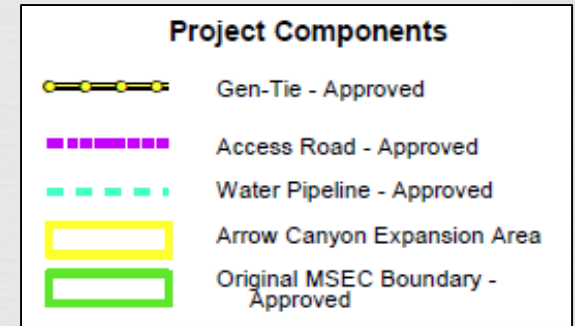 Project Components
Gen-Tie - Approved
Access Road - Approved
Water Pipeline - Approved
Arrow Canyon Expansion Area
Original MSEC Boundary -
Approved